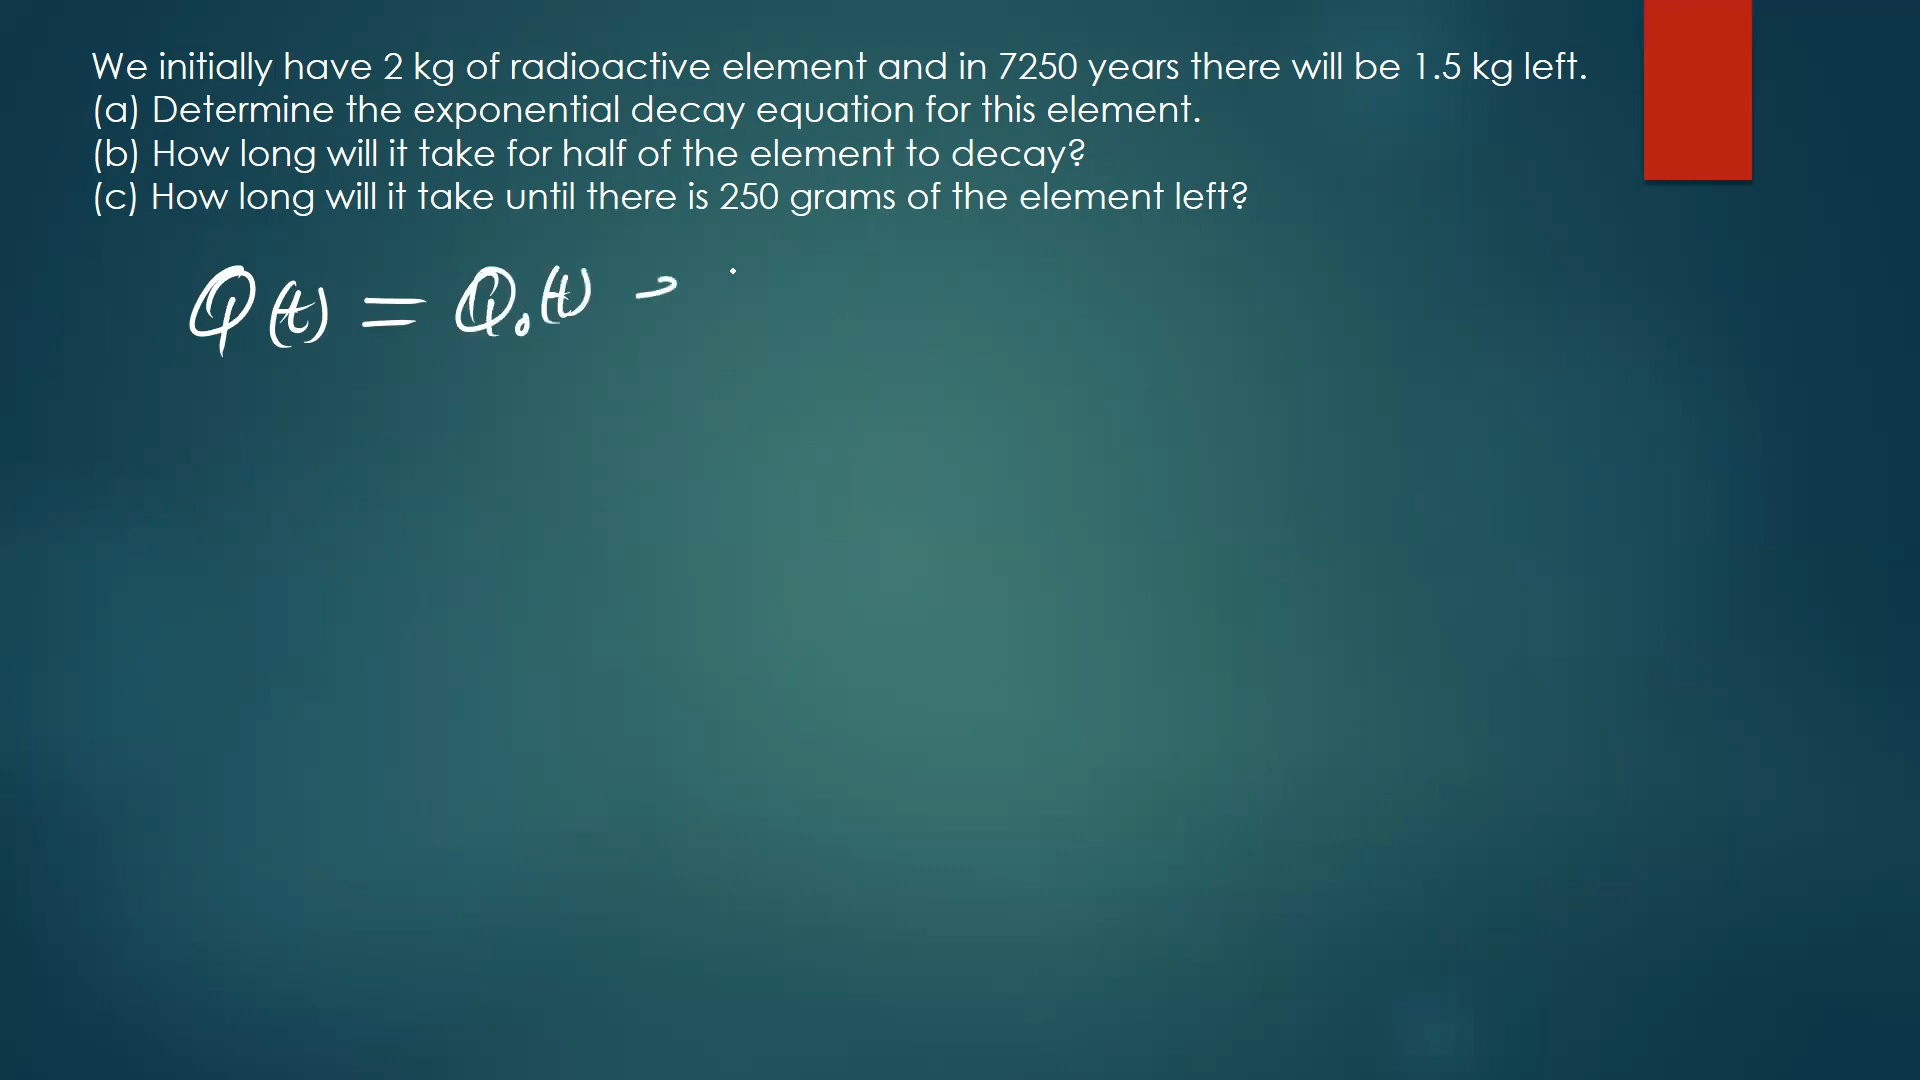 We initially have 2 kg of radioactive element and in 7250 years there will be 1.5 kg left.
(a) Determine the exponential decay equation for this element.
(b) How long will it take for half of the element to decay?
(c) How long will it take until there is 250 grams of the element left?
Q(t) = Q₀(t)